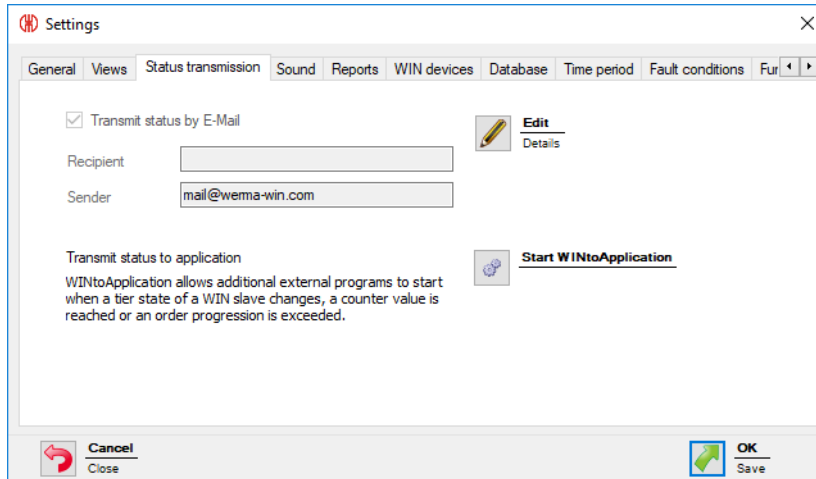 Settings
General Views Status transmission Sound Reports WIN devices Database Time period Fault conditions Fur
Transmit status by E-Mail
Edit
Details
Recipient
Sender mail@werma-win.com
Transmit status to application
Start WINtoApplication
WINtoApplication allows additional external programs to start
when a tier state of a WIN slave changes, a counter value is
reached or an order progression is exceeded.
Cancel
Close
OK
Save